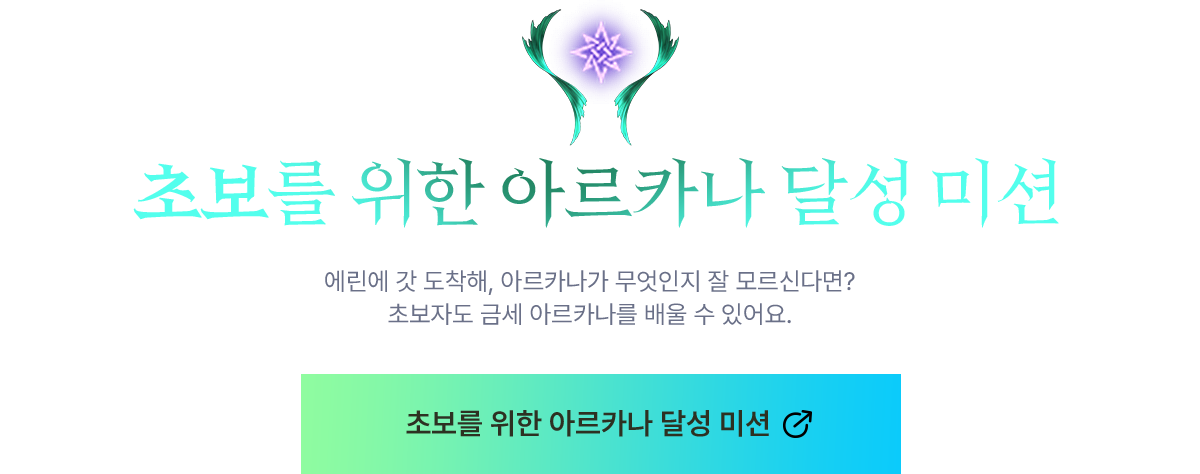 초보를 위한 아르카나 달성 미션
에린에 갓 도착해, 아르카나가 무엇인지 잘 모르신다면?
초보자도 금세 아르카나를 배울 수 있어요.
초보를 위한 아르카나 달성 미션